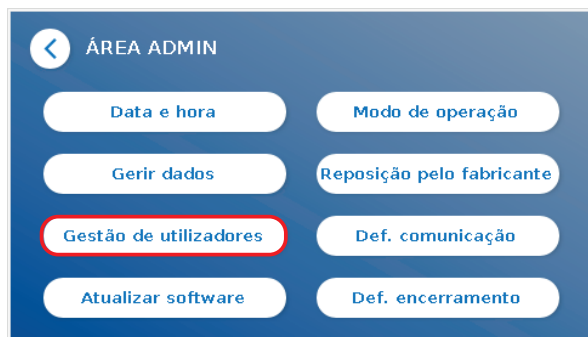 ÁREA ADMIN
Data e hora
Modo de operação
Gerir dados
Reposição pelo fabricante
Gestão de utilizadores
Def. comunicação
Atualizar software
Def. encerramento